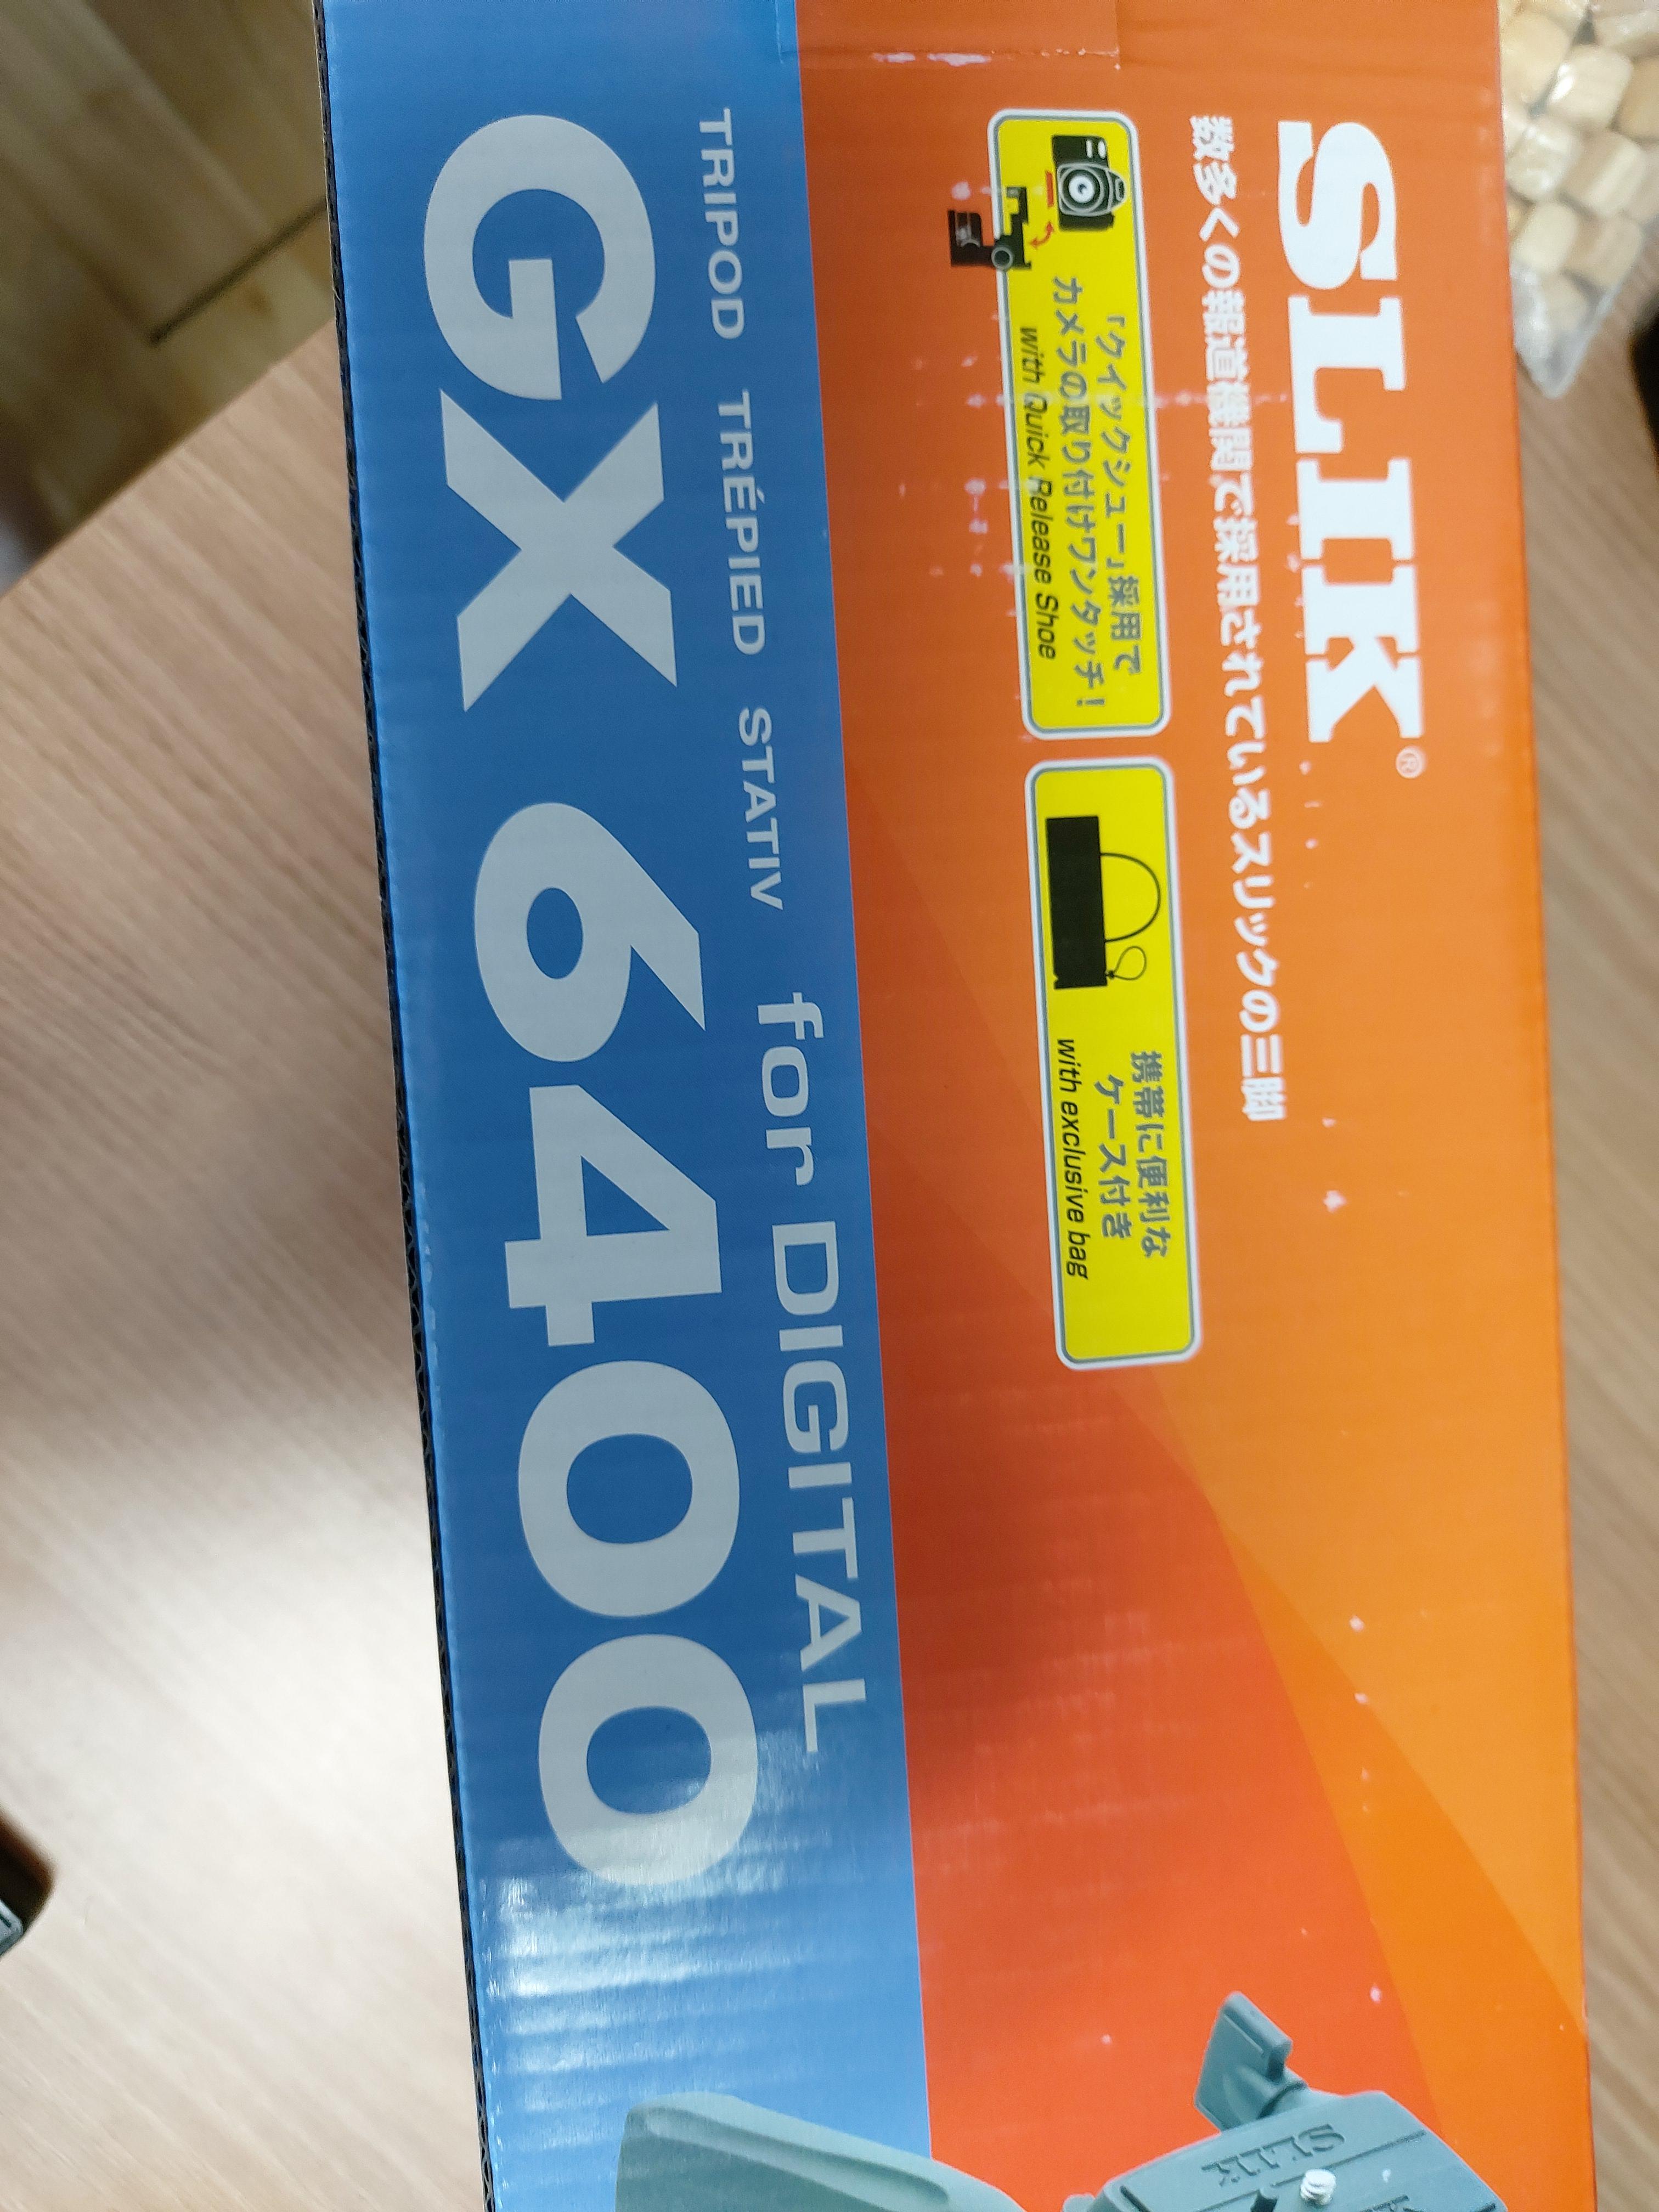 SLIK®
数多くの報道機関で採用されているスリックの三脚
「クイックシュー」採用で
カメラの取り付けワンタッチ!
with Quick Release Shoe
携帯に便利な
ケース付き
with exclusive bag
TRIPOD TRÉPIED STATIV for DIGITAL
GX 6400
SLIK